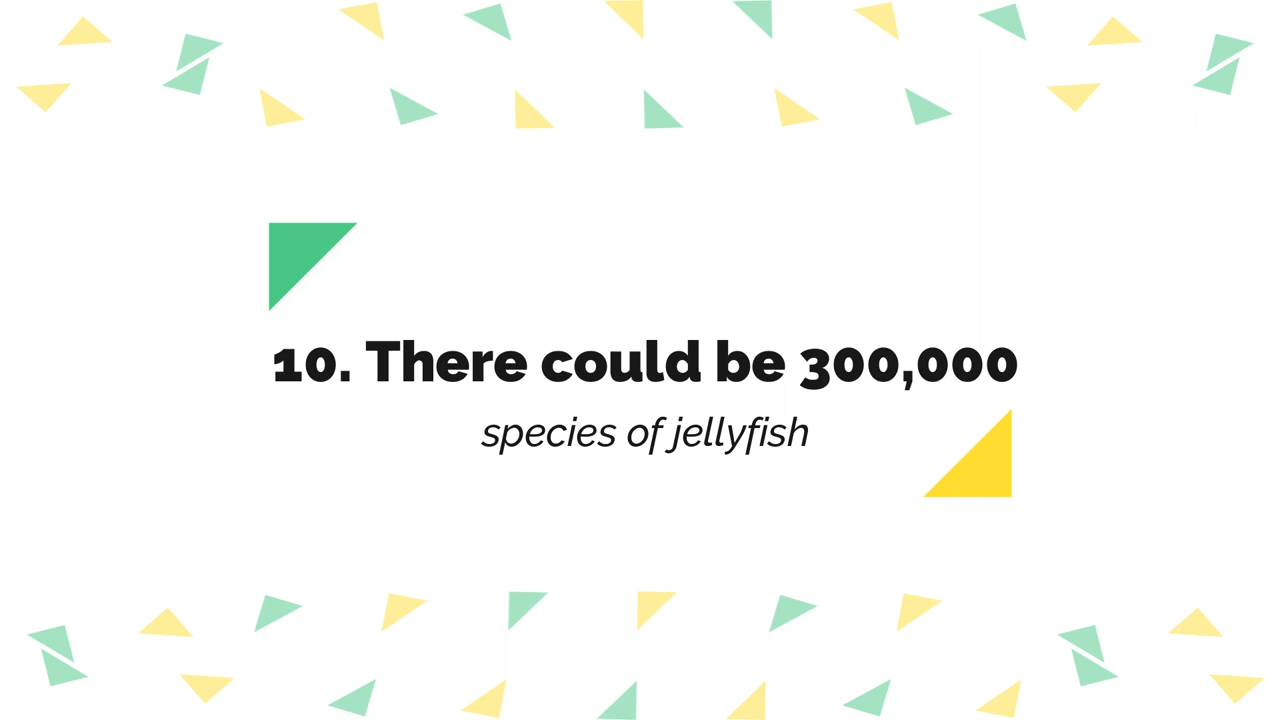 10. There could be 300,000
species of jellyfish